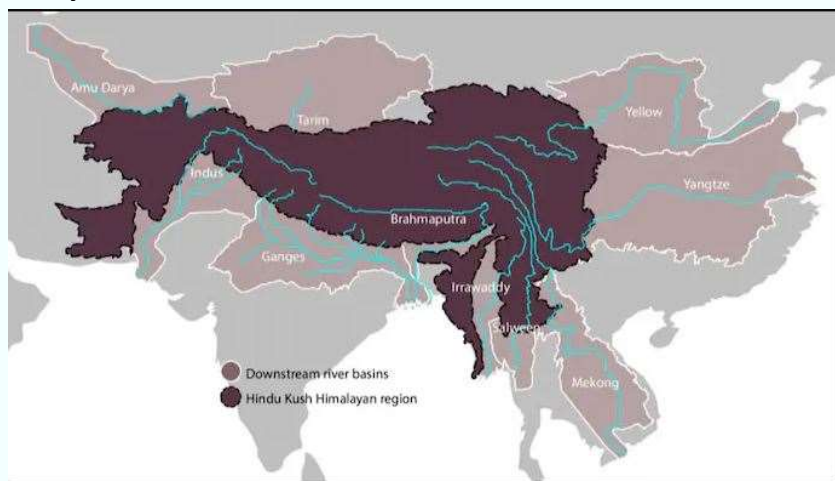 Amu Darya
Tarim
Yellow
Indus
Yangtze
Brahmaputra
Ganges
Irrawaddy
Salween
Downstream river basins
Mekong
Hindu Kush Himalayan region